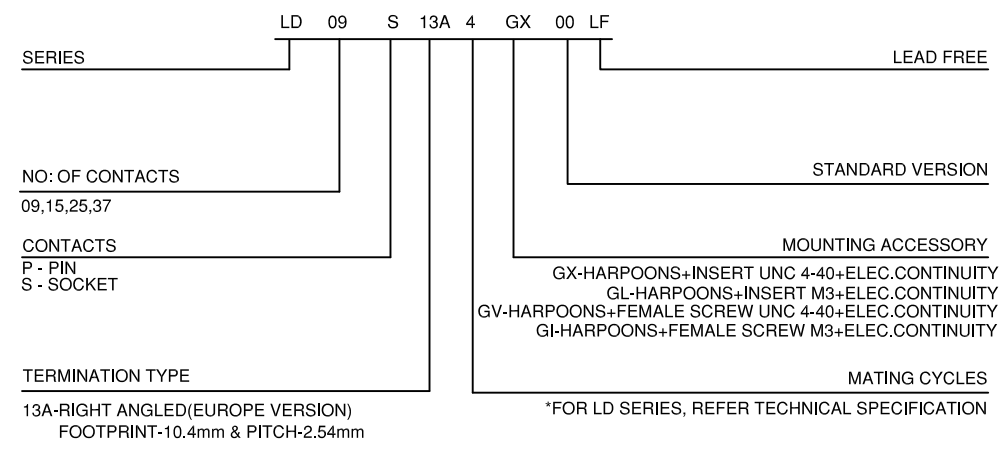 LD 09 S 13A 4 GX 00 LF
SERIES
LEAD FREE
NO: OF CONTACTS
09,15,25,37
STANDARD VERSION
CONTACTS
P - PIN
S - SOCKET
MOUNTING ACCESSORY
GX-HARPOONS+INSERT UNC 4-40+ELEC.CONTINUITY
GL-HARPOONS+INSERT M3+ELEC.CONTINUITY
GV-HARPOONS+FEMALE SCREW UNC 4-40+ELEC.CONTINUITY
GI-HARPOONS+FEMALE SCREW M3+ELEC.CONTINUITY
TERMINATION TYPE
13A-RIGHT ANGLED(EUROPE VERSION)
FOOTPRINT-10.4mm & PITCH-2.54mm
MATING CYCLES
*FOR LD SERIES, REFER TECHNICAL SPECIFICATION